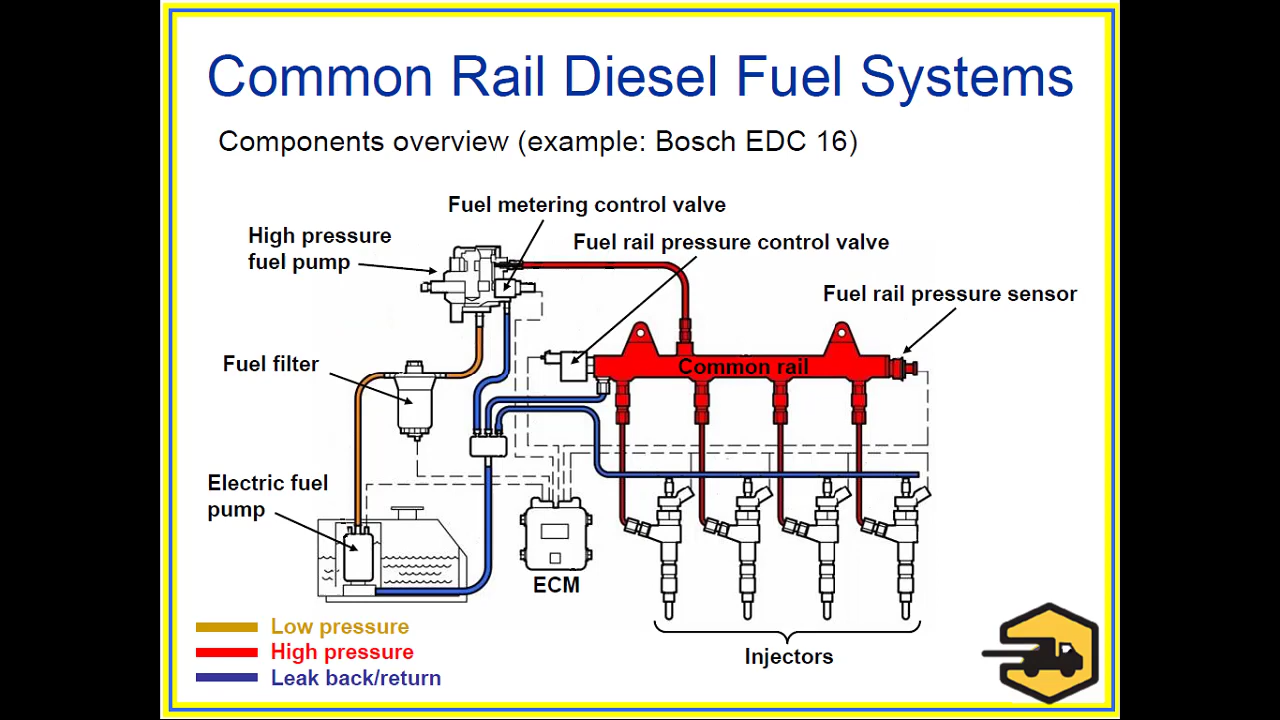 Common Rail Diesel Fuel Systems
Components overview (example: Bosch EDC 16)
Fuel metering control valve
High pressure
fuel pump
Fuel rail pressure control valve
Fuel rail pressure sensor
Fuel filter
Common rail
Electric fuel
pump
ECM
Injectors
Low pressure
High pressure
Leak back/return